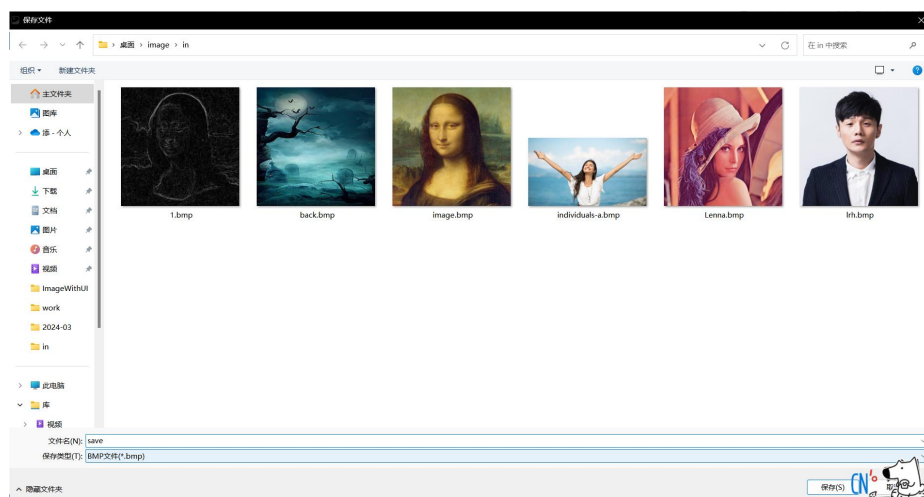 保存文件
桌面 › image › in
在 in 中搜索
组织
新建文件夹
主文件夹
图库
添 - 个人
桌面
下载
文档
图片
音乐
视频
ImageWithUI
work
2024-03
in
此电脑
库
视频
1.bmp
back.bmp
image.bmp
individuals-a.bmp
Lenna.bmp
lrh.bmp
文件名(N): save
保存类型(T): BMP文件(*.bmp)
隐藏文件夹
保存(S)
CN